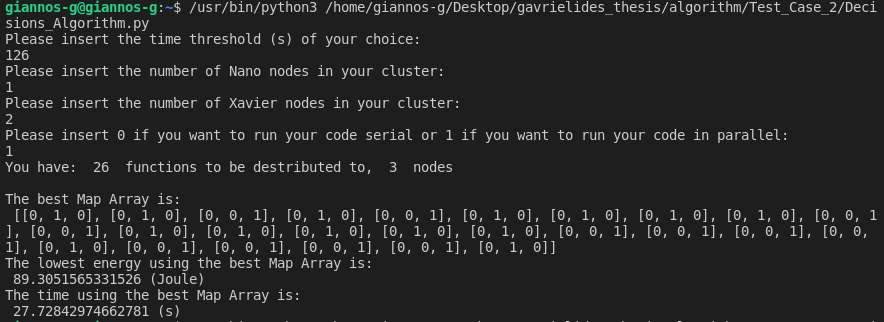 giannos-g@giannos-g:~$ /usr/bin/python3 /home/giannos-g/Desktop/gavrielides_thesis/algorithm/Test_Case_2/Deci
sions_Algorithm.py
Please insert the time threshold (s) of your choice:
126
Please insert the number of Nano nodes in your cluster:
1
Please insert the number of Xavier nodes in your cluster:
2
Please insert 0 if you want to run your code serial or 1 if you want to run your code in parallel:
1
You have:  26  functions to be destributed to,  3  nodes

The best Map Array is:
 [[0, 1, 0], [0, 1, 0], [0, 0, 1], [0, 1, 0], [0, 0, 1], [0, 1, 0], [0, 1, 0], [0, 1, 0], [0, 1, 0], [0, 0, 1
], [0, 0, 1], [0, 1, 0], [0, 1, 0], [0, 1, 0], [0, 1, 0], [0, 1, 0], [0, 0, 1], [0, 0, 1], [0, 0, 1], [0, 0,
1], [0, 1, 0], [0, 0, 1], [0, 0, 1], [0, 0, 1], [0, 0, 1], [0, 1, 0]]
The lowest energy using the best Map Array is:
 89.3051565331526 (Joule)
The time using the best Map Array is:
 27.72842974662781 (s)